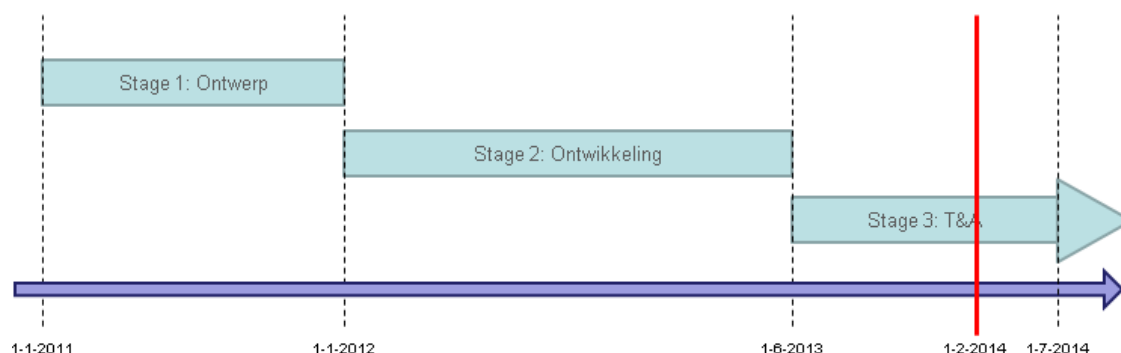 Stage 1: Ontwerp
Stage 2: Ontwikkeling
Stage 3: T&A
1-1-2011
1-1-2012
1-6-2013
1-2-2014
1-7-2014